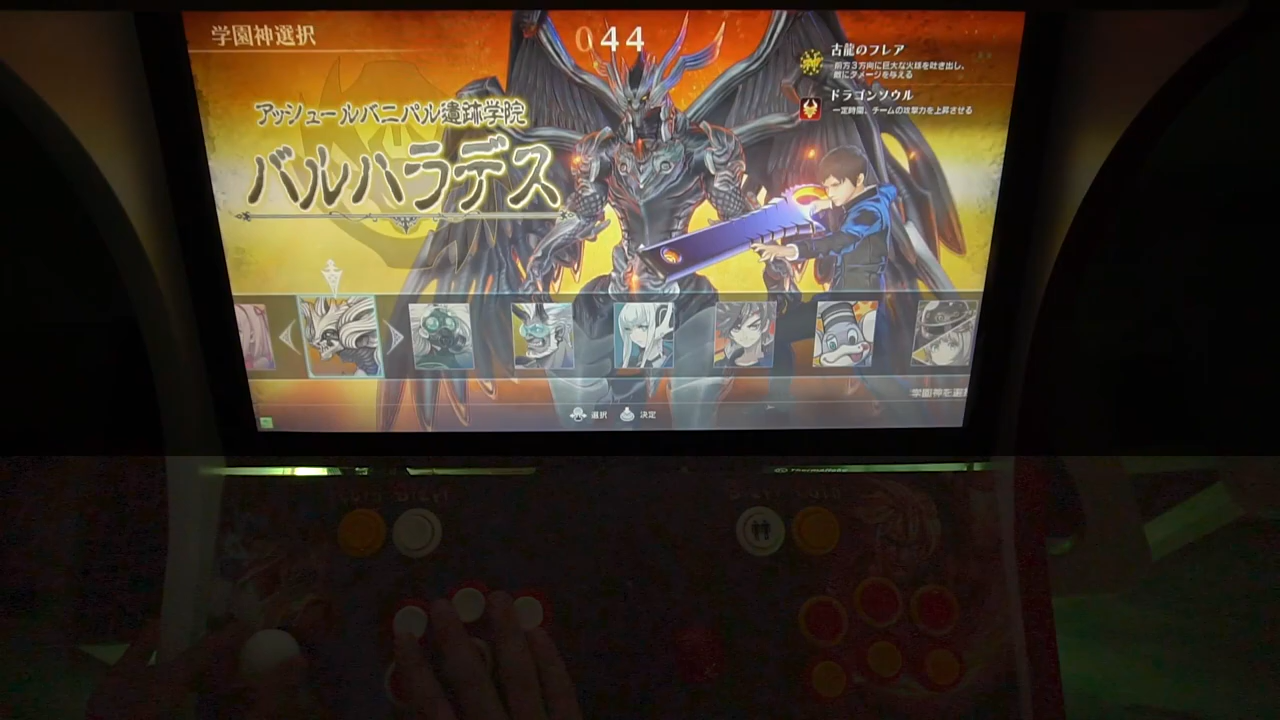 学園神選択
044
古龍のフレア
前方3方向に巨大な火球を吐き出し、
敵にダメージを与える
ドラゴンソウル
一定時間、チームの攻撃力を上昇させる
アッシュールバニパル遺跡学院
バルハラデス
学園神を選
選択
決定